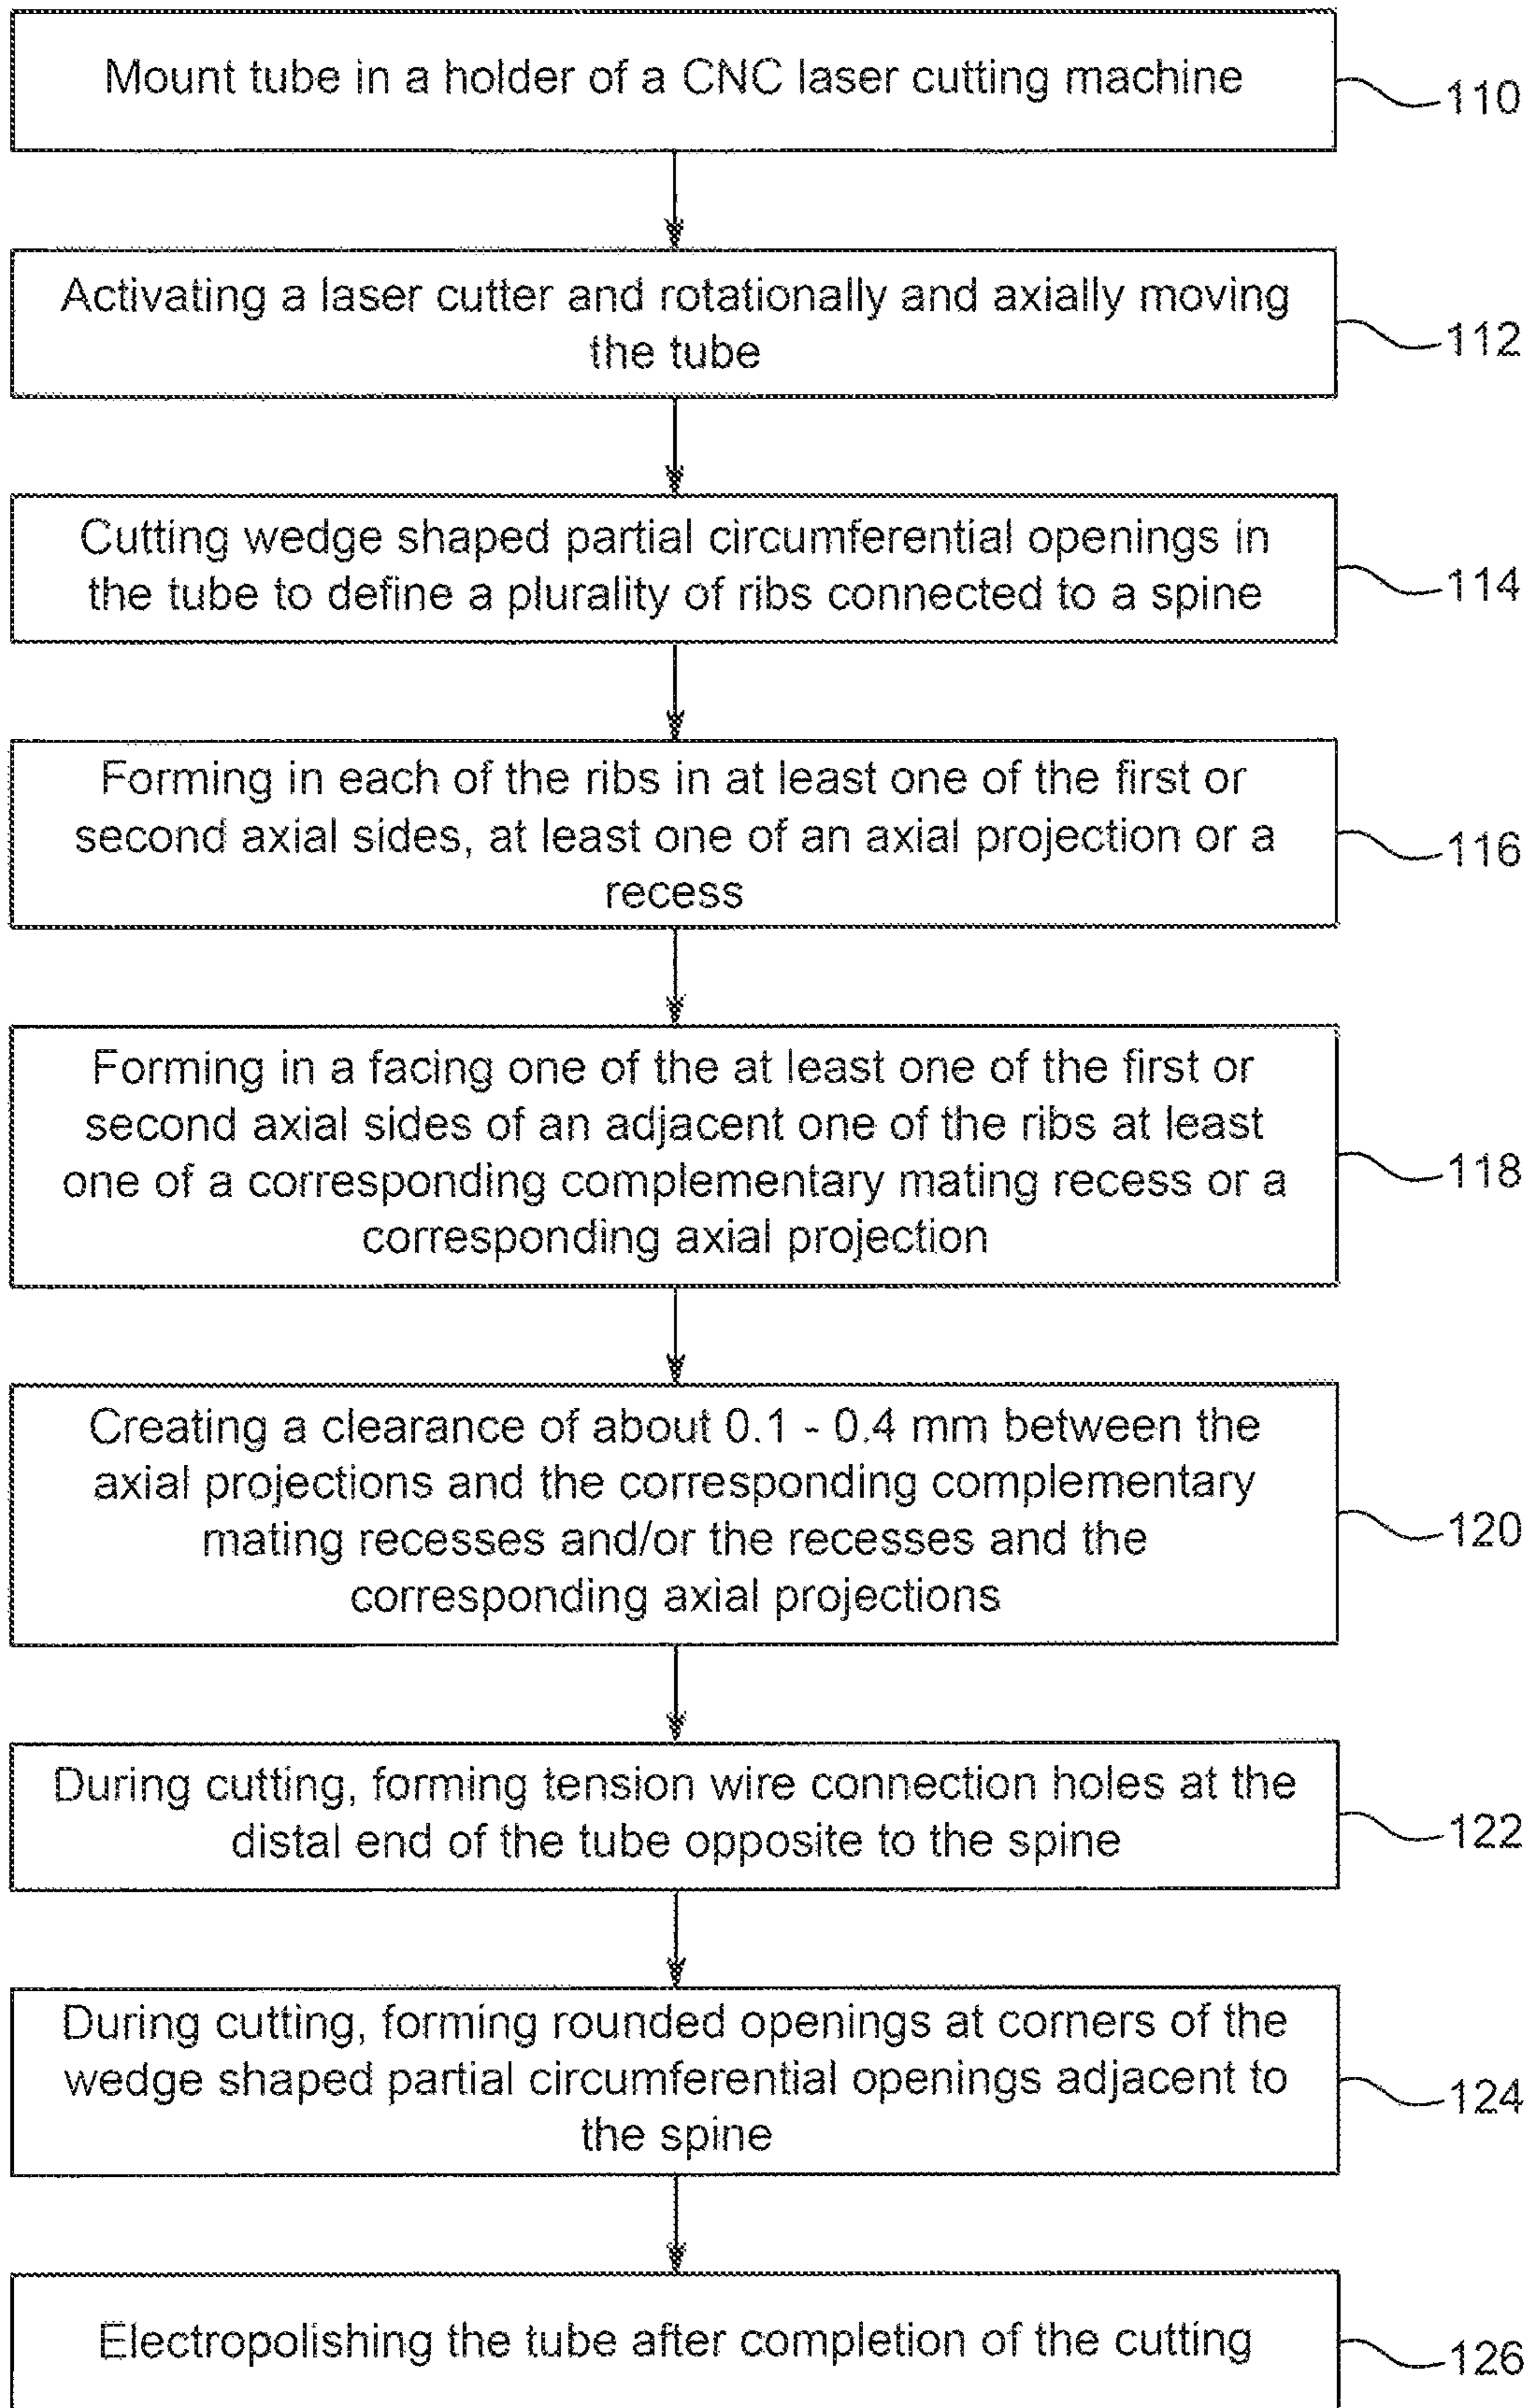 Mount tube in a holder of a CNC laser cutting machine
110
Activating a laser cutter and rotationally and axially moving
the tube
112
Cutting wedge shaped partial circumferential openings in
the tube to define a plurality of ribs connected to a spine
114
Forming in each of the ribs in at least one of the first or
second axial sides, at least one of an axial projection or a
recess
116
Forming in a facing one of the at least one of the first or
second axial sides of an adjacent one of the ribs at least
one of a corresponding complementary mating recess or a
corresponding axial projection
118
Creating a clearance of about 0.1 - 0.4 mm between the
axial projections and the corresponding complementary
mating recesses and/or the recesses and the
corresponding axial projections
120
During cutting, forming tension wire connection holes at the
distal end of the tube opposite to the spine
122
During cutting, forming rounded openings at corners of the
wedge shaped partial circumferential openings adjacent to
the spine
124
Electropolishing the tube after completion of the cutting
126